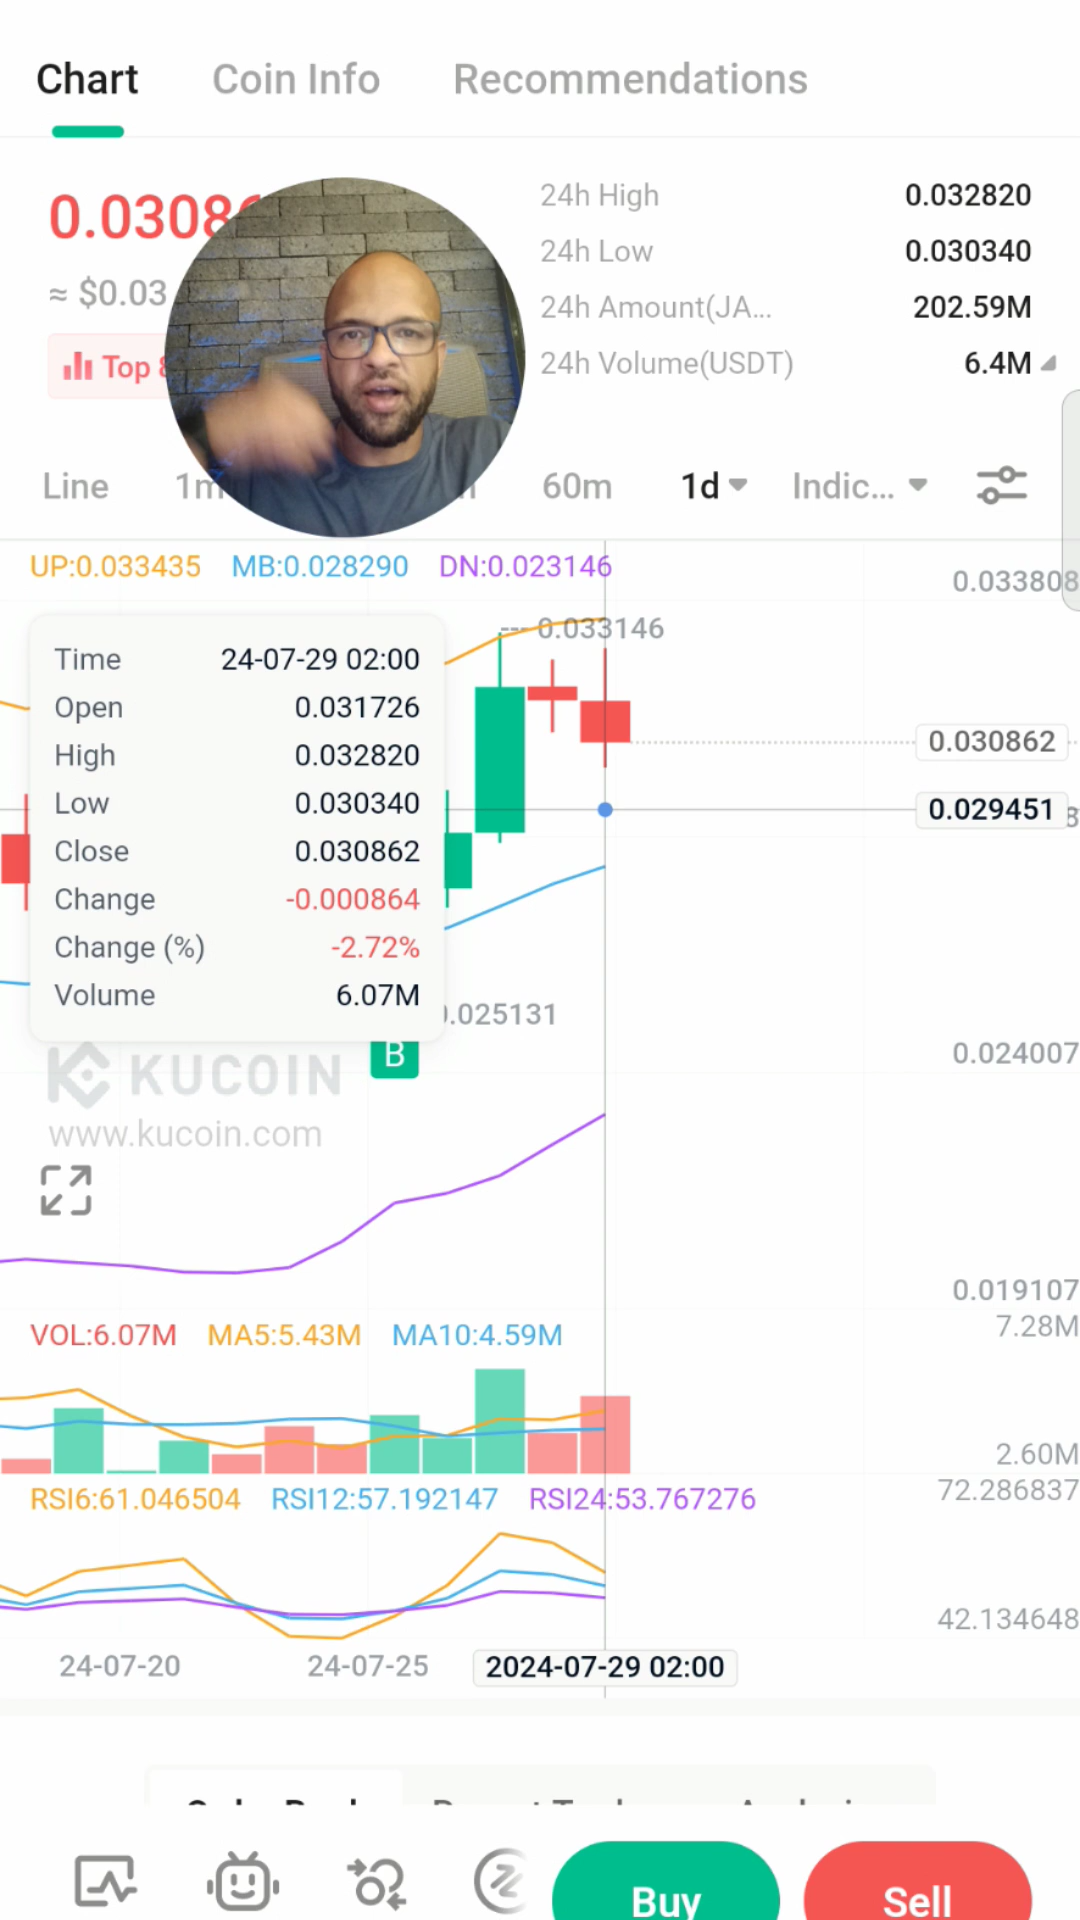 Chart Coin Info Recommendations
24h High 0.032820
0.03086
24h Low 0.030340
≈ $0.03
24h Amount(JA... 202.59M
Top
24h Volume(USDT) 6.4M
Line 1m 60m 1d Indic...
UP:0.033435 MB:0.028290 DN:0.023146
0.033808
0.033146
Time 24-07-29 02:00
Open 0.031726
High 0.032820
Low 0.030340
Close 0.030862
Change -0.000864
Change (%) -2.72%
Volume 6.07M
0.030862
0.029451
.025131
B
KUCOIN
www.kucoin.com
0.024007
0.019107
7.28M
VOL:6.07M MA5:5.43M MA10:4.59M
2.60M
72.286837
RSI6:61.046504 RSI12:57.192147 RSI24:53.767276
42.134648
24-07-20 24-07-25 2024-07-29 02:00
Buy Sell